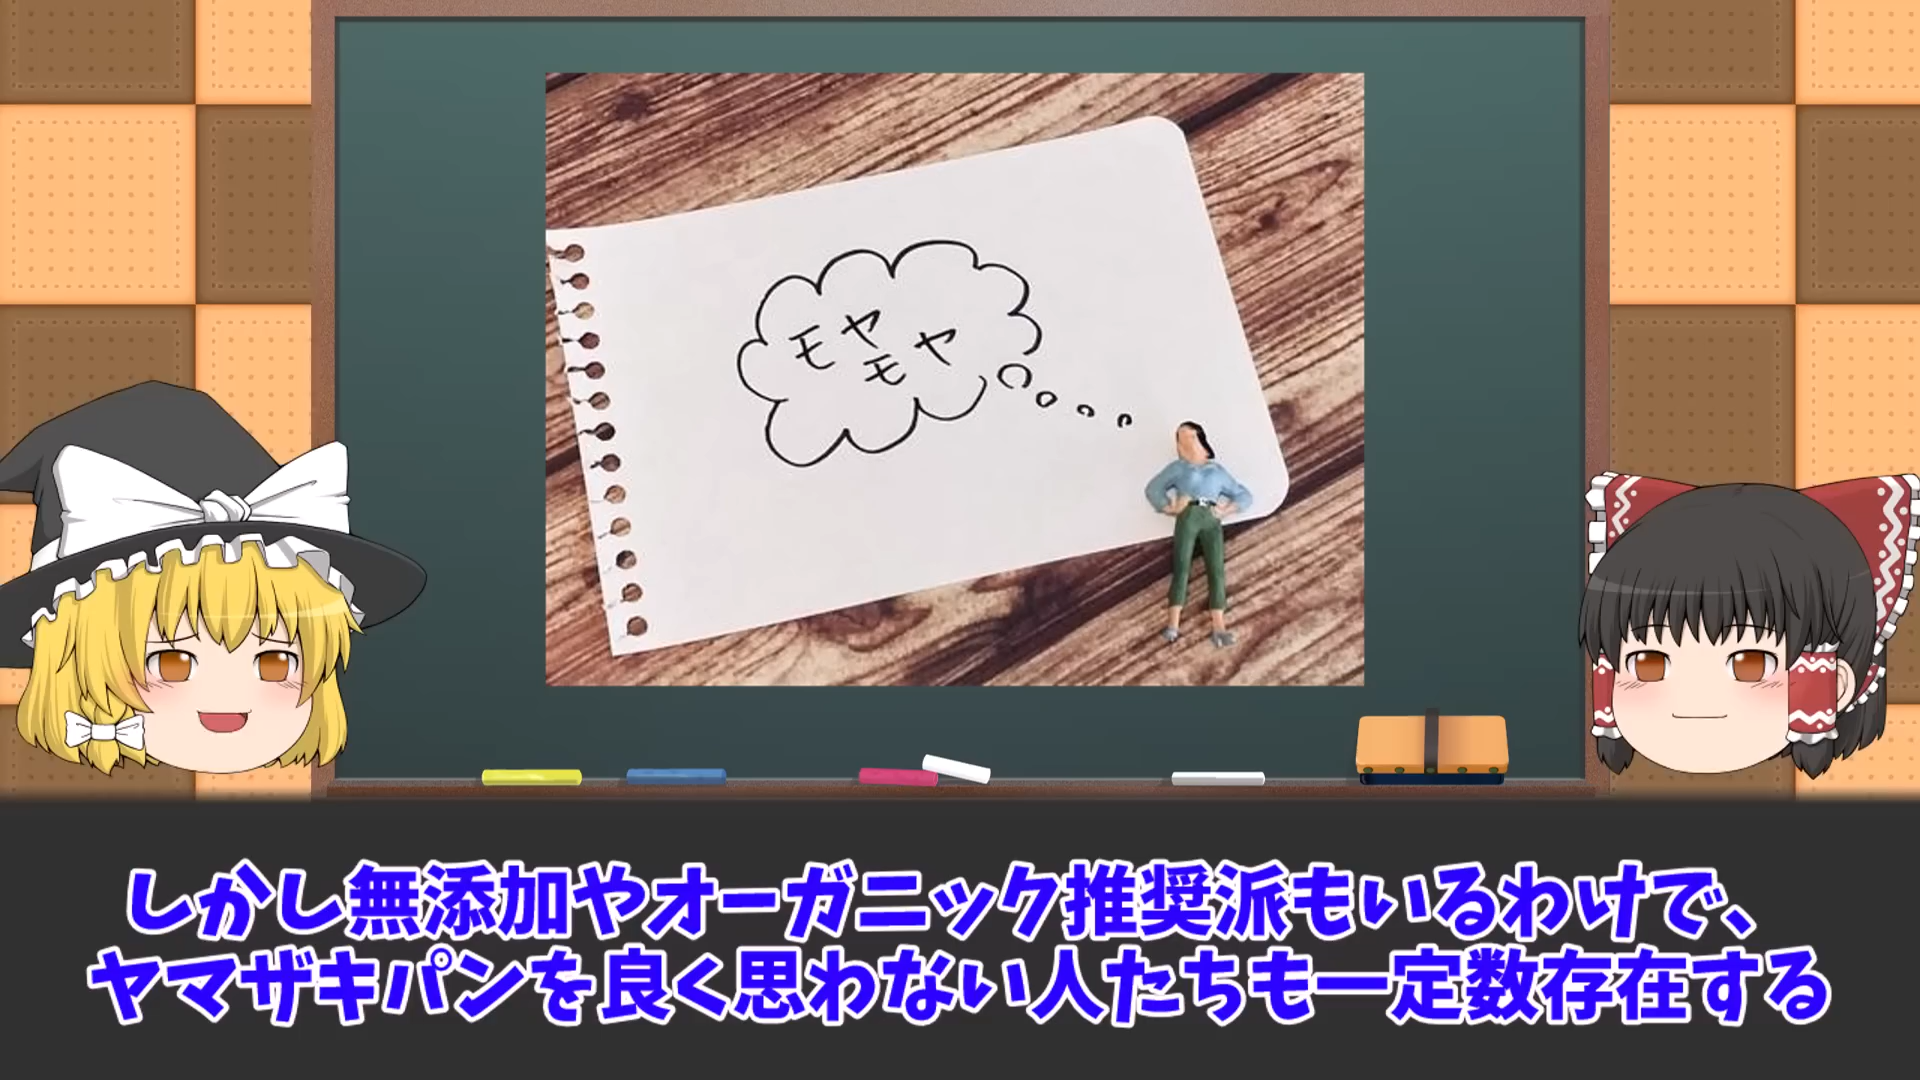 モヤモヤ
しかし無添加やオーガニック推奨派もいるわけで、
ヤマザキパンを良く思わない人たちも一定数存在する